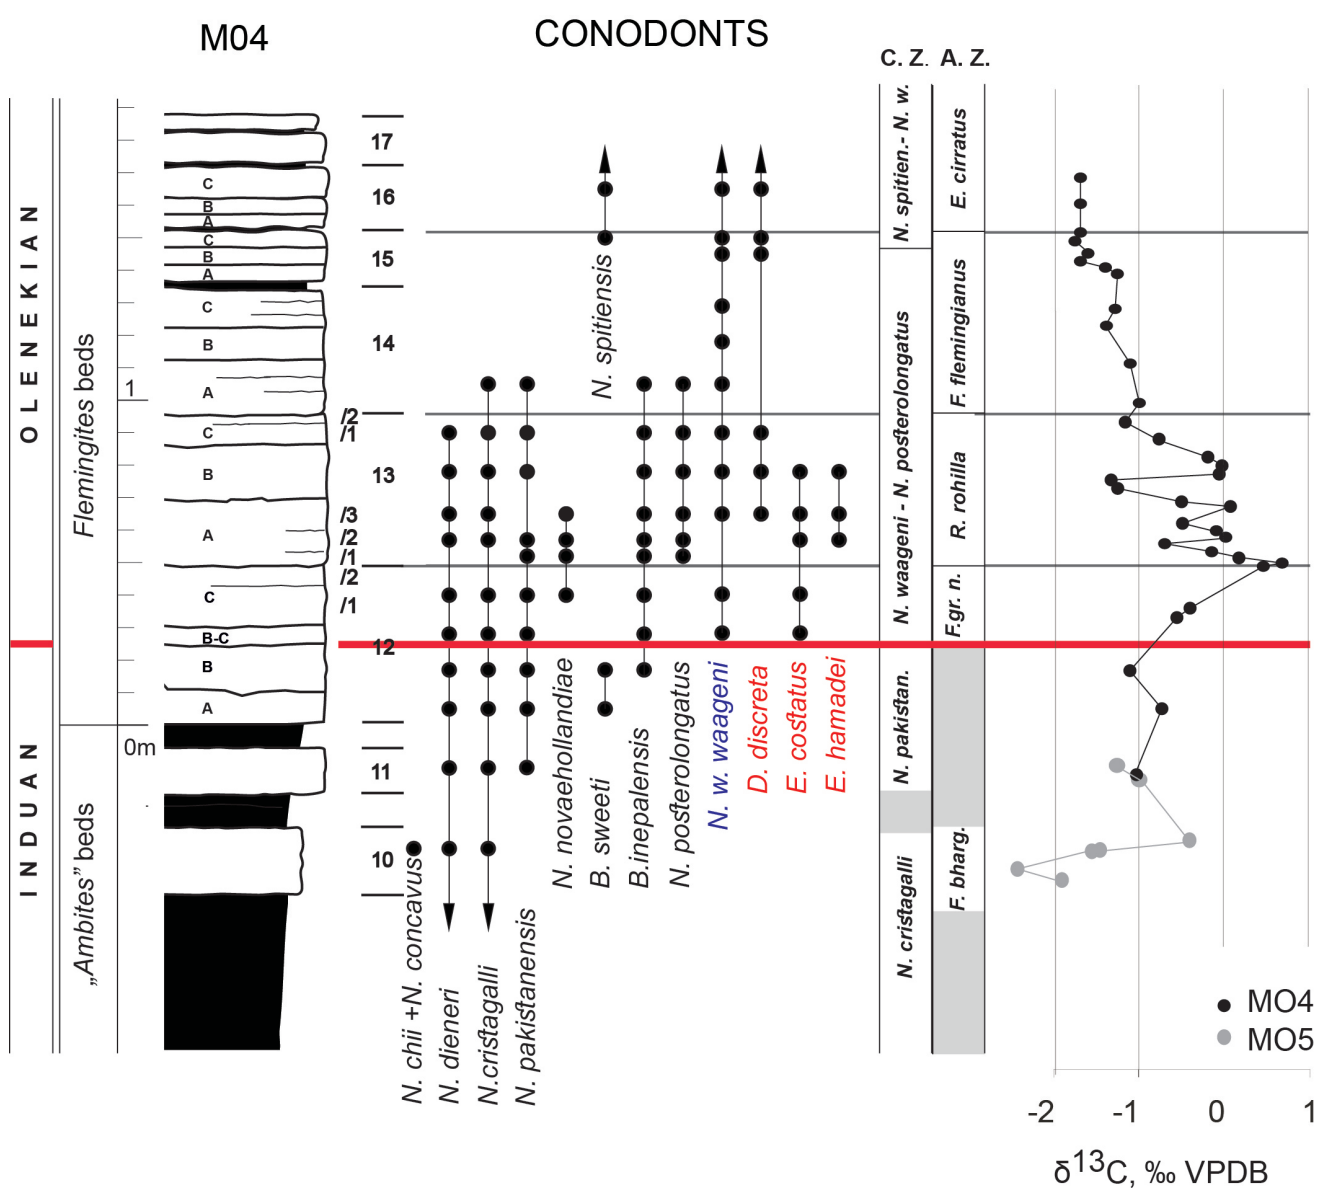 M04
CONODONTS
C. Z. A. Z.
OLENEKIAN
INDUAN
Flemingites beds
„Ambites” beds
1
0m
17
C
16
B
A
C
15
B
A
C
14
B
A
/2
C
/1
13
B
/3
A
/2
/1
/2
C
/1
B-C
12
B
A
11
10
N. chii +N. concavus
N. dieneri
N.cristagalli
N. pakistanensis
N. novaehollandiae
B. sweeti
N. spitiensis
B.inepalensis
N. posterolongatus
N. w. waageni
D. discreta
E. costatus
E. hamadei
N. spitien.- N. w.
N. waageni - N. posterolongatus
N. pakistan.
N. cristagalli
E. cirratus
F. flemingianus
R. rohilla
F.gr. n.
F. bharg.
MO4
MO5
-2 -1 0 1
δ13C, ‰ VPDB